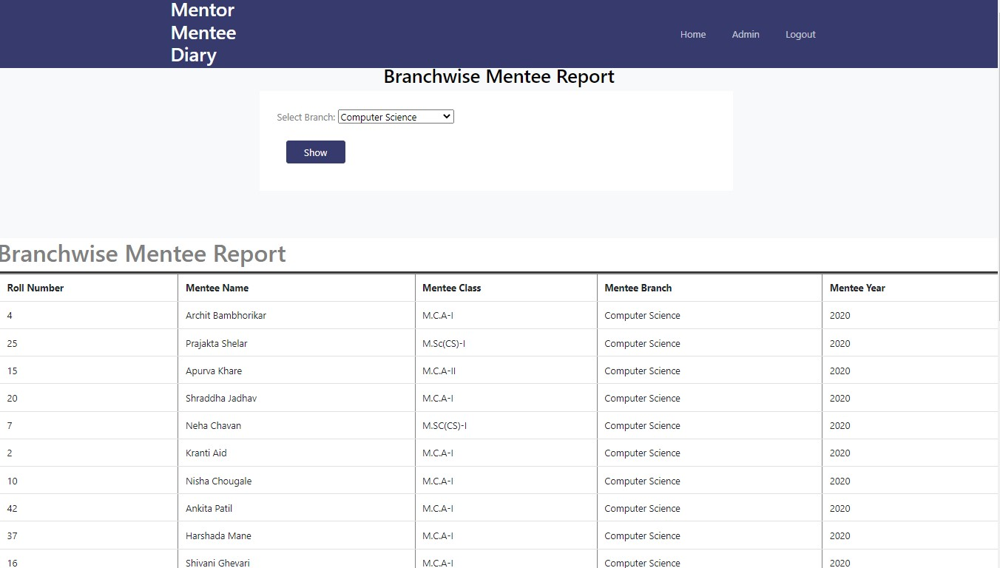 Mentor
Mentee
Diary
Home Admin Logout
Branchwise Mentee Report
Select Branch: Computer Science
Show
Branchwise Mentee Report
Roll Number Mentee Name Mentee Class Mentee Branch Mentee Year
4 Archit Bambhorikar M.C.A-I Computer Science 2020
25 Prajakta Shelar M.Sc(CS)-I Computer Science 2020
15 Apurva Khare M.C.A-II Computer Science 2020
20 Shraddha Jadhav M.C.A-I Computer Science 2020
7 Neha Chavan M.SC(CS)-I Computer Science 2020
2 Kranti Aid M.C.A-I Computer Science 2020
10 Nisha Chougale M.C.A-I Computer Science 2020
42 Ankita Patil M.C.A-I Computer Science 2020
37 Harshada Mane M.C.A-I Computer Science 2020
16 Shivani Ghevari M.C.A-I Computer Science 2020